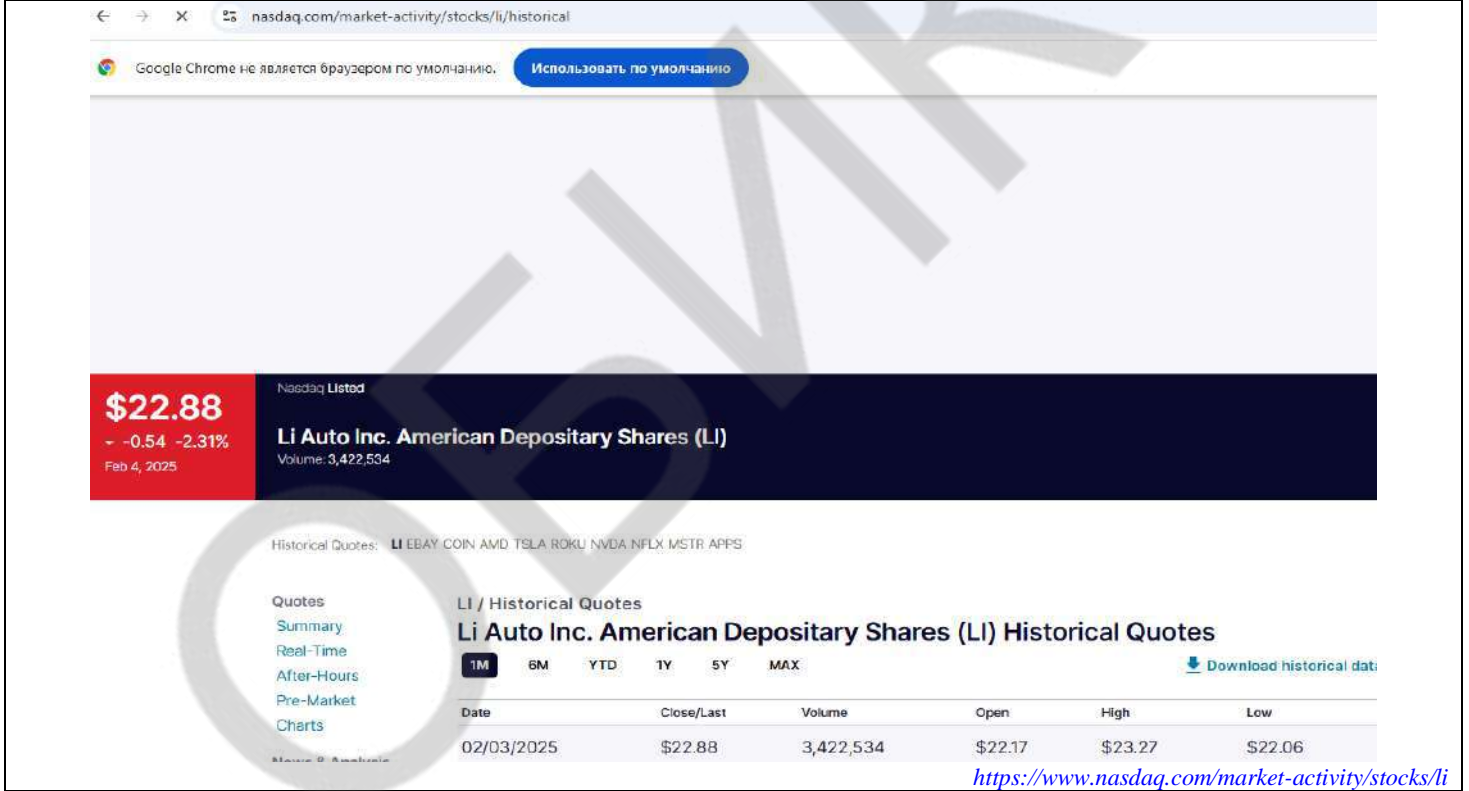 nasdaq.com/market-activity/stocks/li/historical
Google Chrome не является браузером по умолчанию. Использовать по умолчанию
ОБИК
$22.88
-0.54 -2.31%
Feb 4, 2025
Nasdaq Listed
Li Auto Inc. American Depositary Shares (LI)
Volume: 3,422,534
Historical Quotes: LI EBAY COIN AMD TSLA ROKU NVDA NFLX MSTR APPS
Quotes
Summary
Real-Time
After-Hours
Pre-Market
Charts
News & Analysis
LI / Historical Quotes
Li Auto Inc. American Depositary Shares (LI) Historical Quotes
1M 6M YTD 1Y 5Y MAX
Download historical data
Date Close/Last Volume Open High Low
02/03/2025 $22.88 3,422,534 $22.17 $23.27 $22.06
https://www.nasdaq.com/market-activity/stocks/li